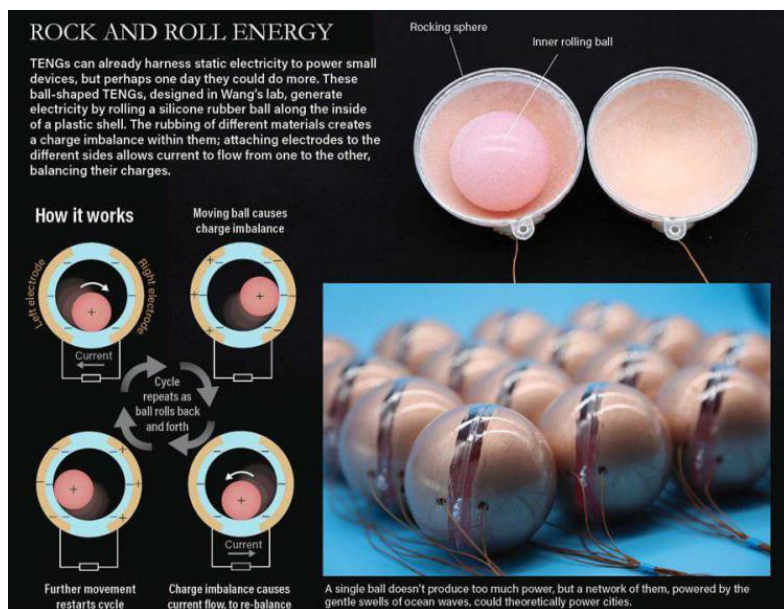 ROCK AND ROLL ENERGY
TENGs can already harness static electricity to power small
devices, but perhaps one day they could do more. These
ball-shaped TENGs, designed in Wang's lab, generate
electricity by rolling a silicone rubber ball along the inside
of a plastic shell. The rubbing of different materials creates
a charge imbalance within them; attaching electrodes to the
different sides allows current to flow from one to the other,
balancing their charges.
Rocking sphere
Inner rolling ball
How it works
Moving ball causes
charge imbalance
Left electrode
Right electrode
Current
Cycle
repeats as
ball rolls back
and forth
Current
Further movement
restarts cycle
Charge imbalance causes
current flow, to re-balance
A single ball doesn't produce too much power, but a network of them, powered by the
gentle swells of ocean waves, could theoretically power cities.